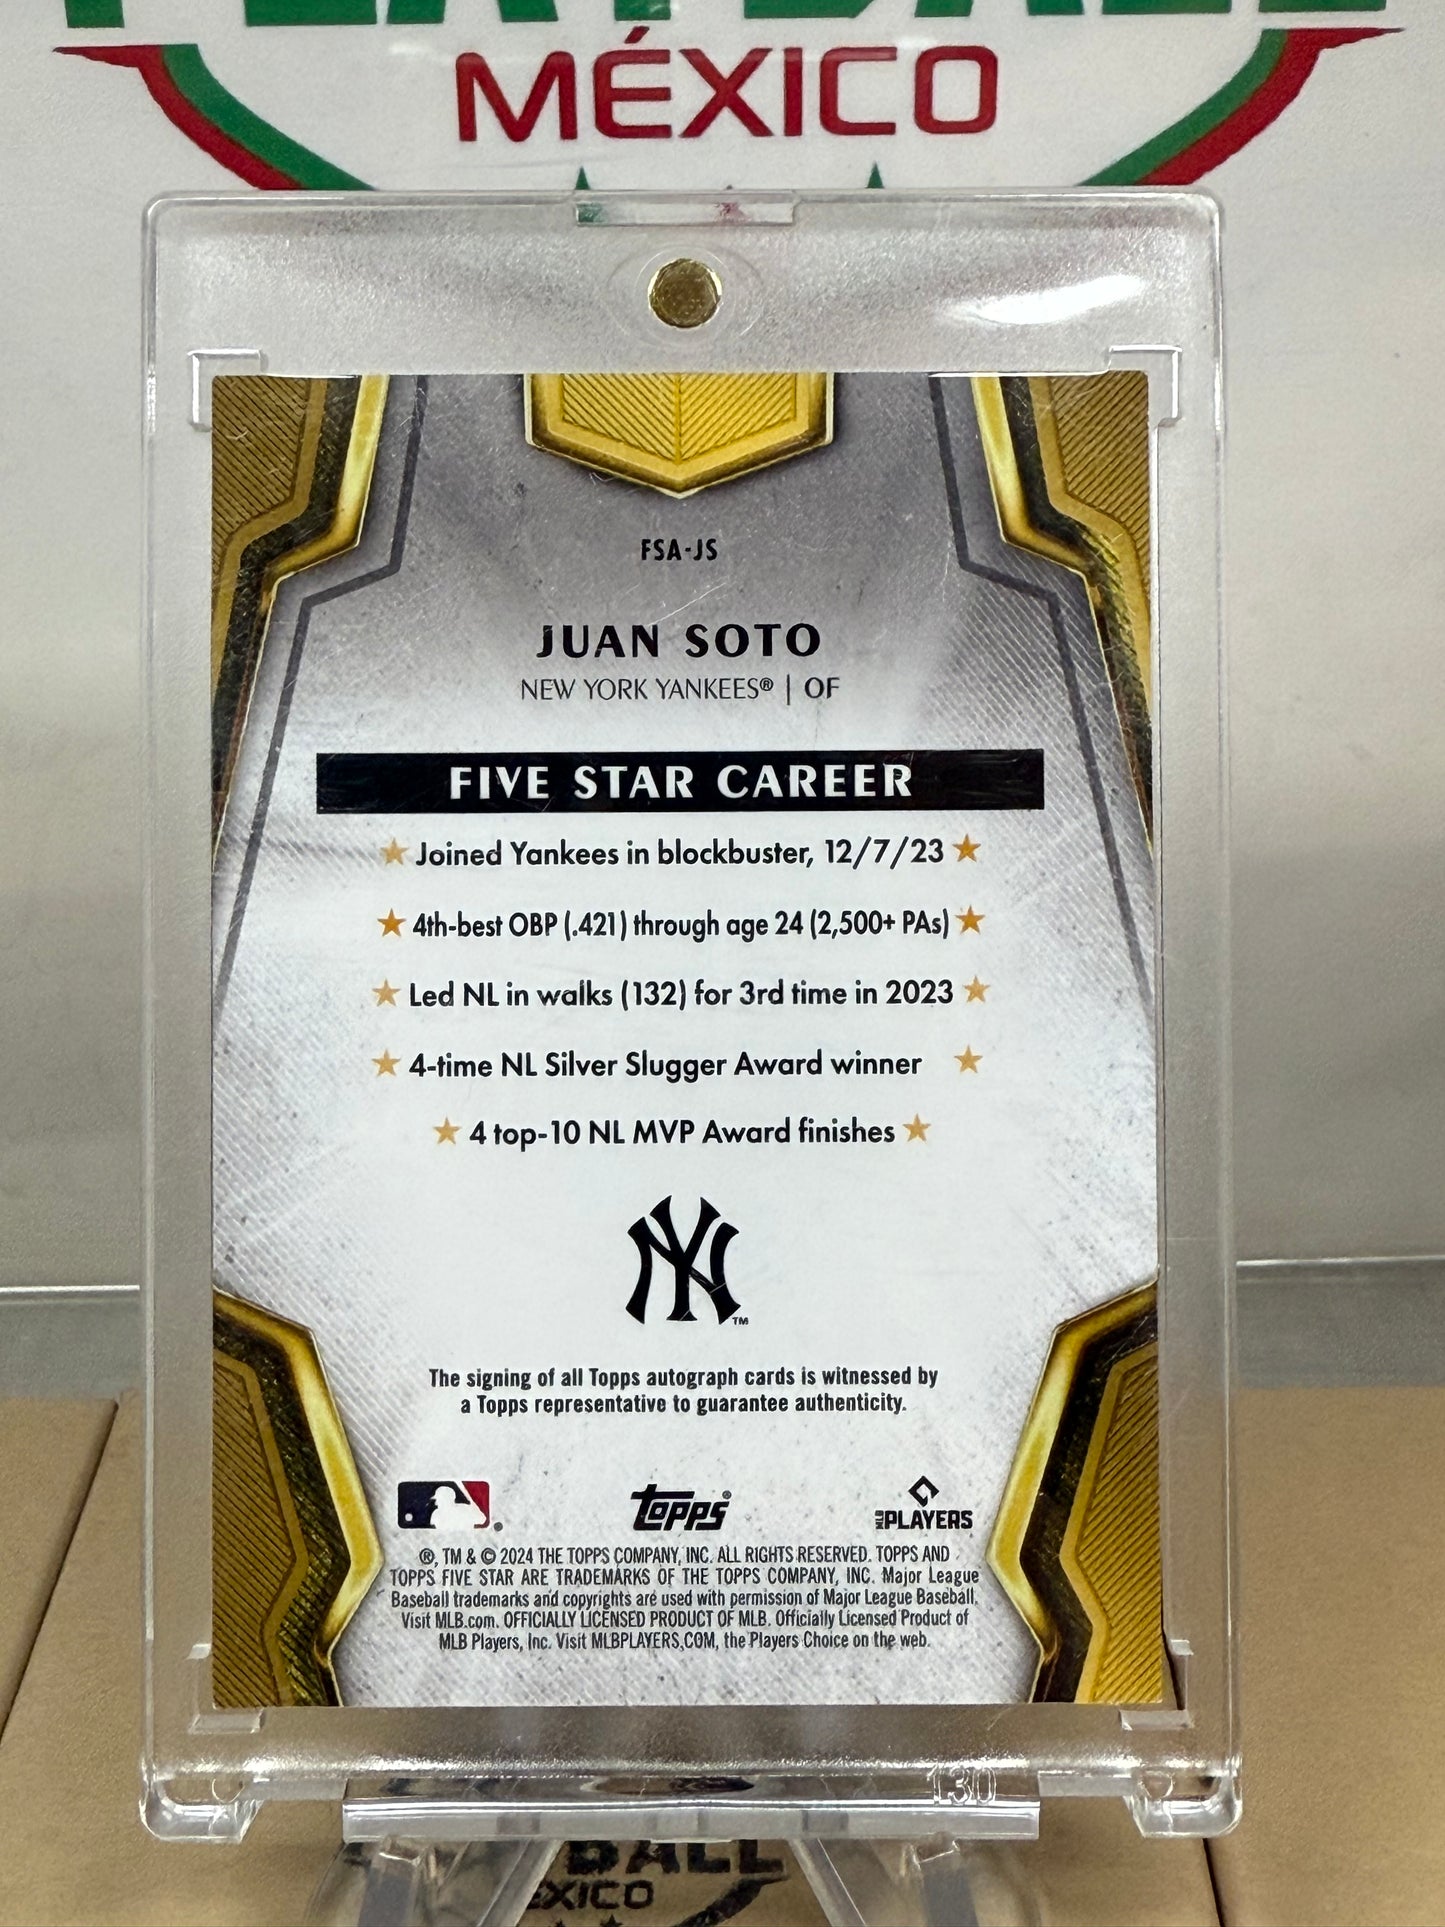 MÉXICO
FSA-JS
JUAN SOTO
NEW YORK YANKEES® | OF
FIVE STAR CAREER
Joined Yankees in blockbuster, 12/7/23
4th-best OBP (.421) through age 24 (2,500+ PAs)
Led NL in walks (132) for 3rd time in 2023
4-time NL Silver Slugger Award winner
4 top-10 NL MVP Award finishes
NY TM
The signing of all Topps autograph cards is witnessed by
a Topps representative to guarantee authenticity.
® Topps® MLB PLAYERS
®, TM & © 2024 THE TOPPS COMPANY, INC. ALL RIGHTS RESERVED. TOPPS AND
TOPPS FIVE STAR ARE TRADEMARKS OF THE TOPPS COMPANY, INC. Major League
Baseball trademarks and copyrights are used with permission of Major League Baseball.
Visit MLB.com. OFFICIALLY LICENSED PRODUCT OF MLB. Officially Licensed Product of
MLB Players, Inc. Visit MLBPLAYERS.COM, the Players Choice on the web.
130